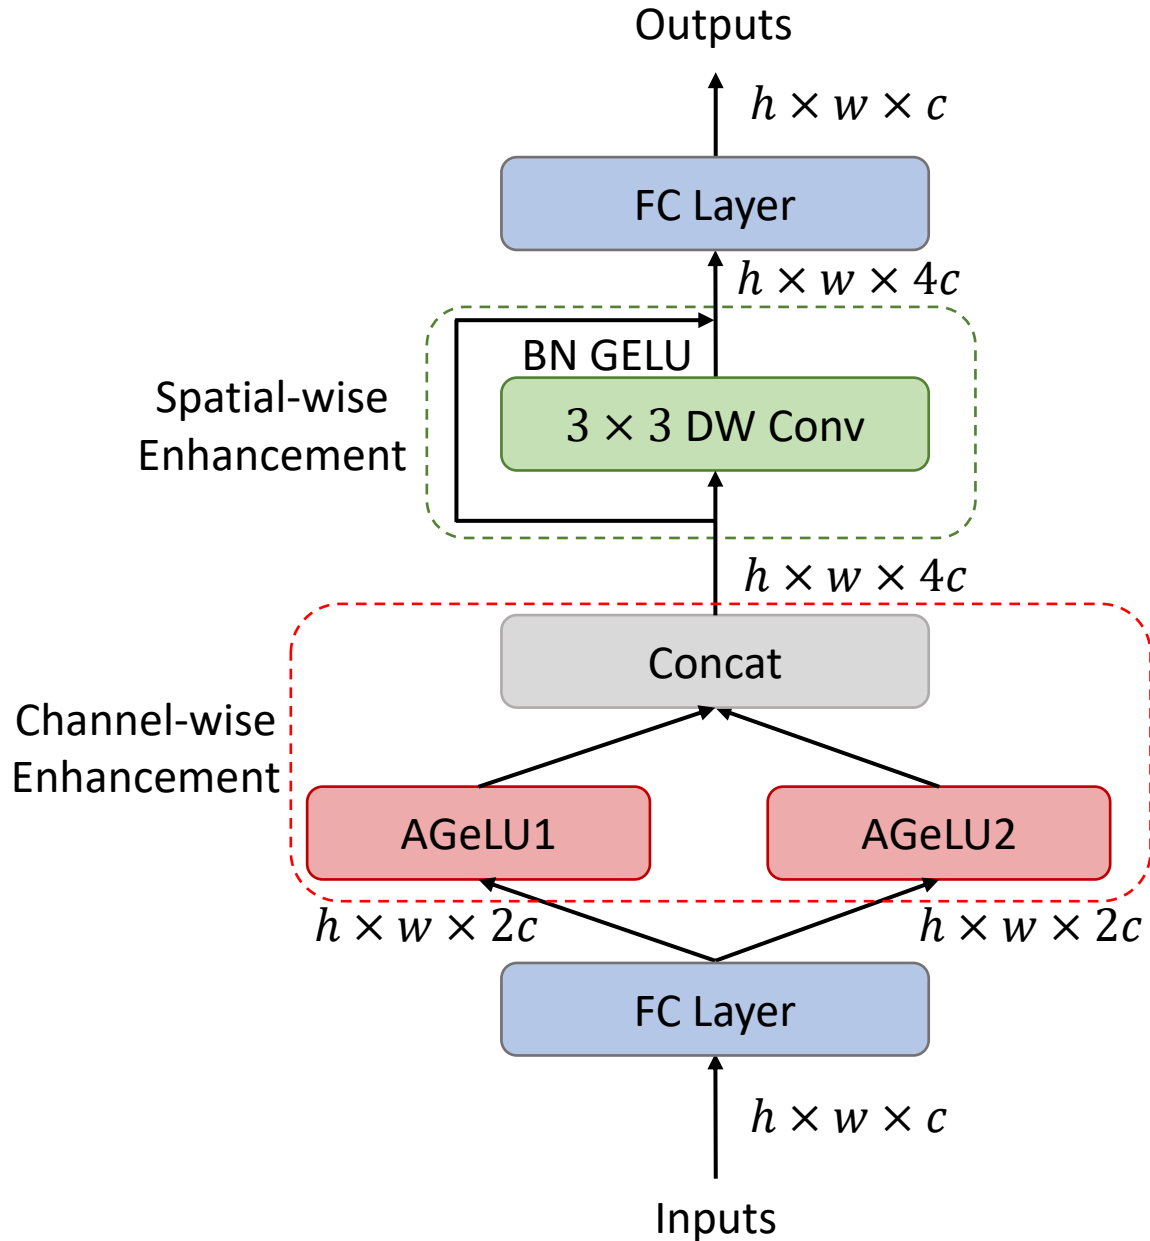 Outputs
h × w × c
FC Layer
h × w × 4c
BN GELU
Spatial-wise
Enhancement
3 × 3 DW Conv
h × w × 4c
Concat
Channel-wise
Enhancement
AGeLU1
AGeLU2
h × w × 2c
h × w × 2c
FC Layer
h × w × c
Inputs